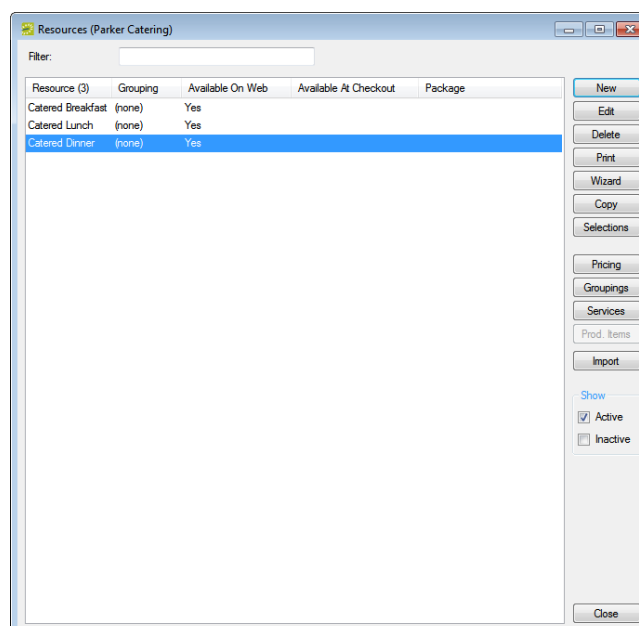 Resources (Parker Catering)
Filter:
Resource (3) Grouping Available On Web Available At Checkout Package
Catered Breakfast (none) Yes
Catered Lunch (none) Yes
Catered Dinner (none) Yes
New
Edit
Delete
Print
Wizard
Copy
Selections
Pricing
Groupings
Services
Prod. Items
Import
Show
Active
Inactive
Close